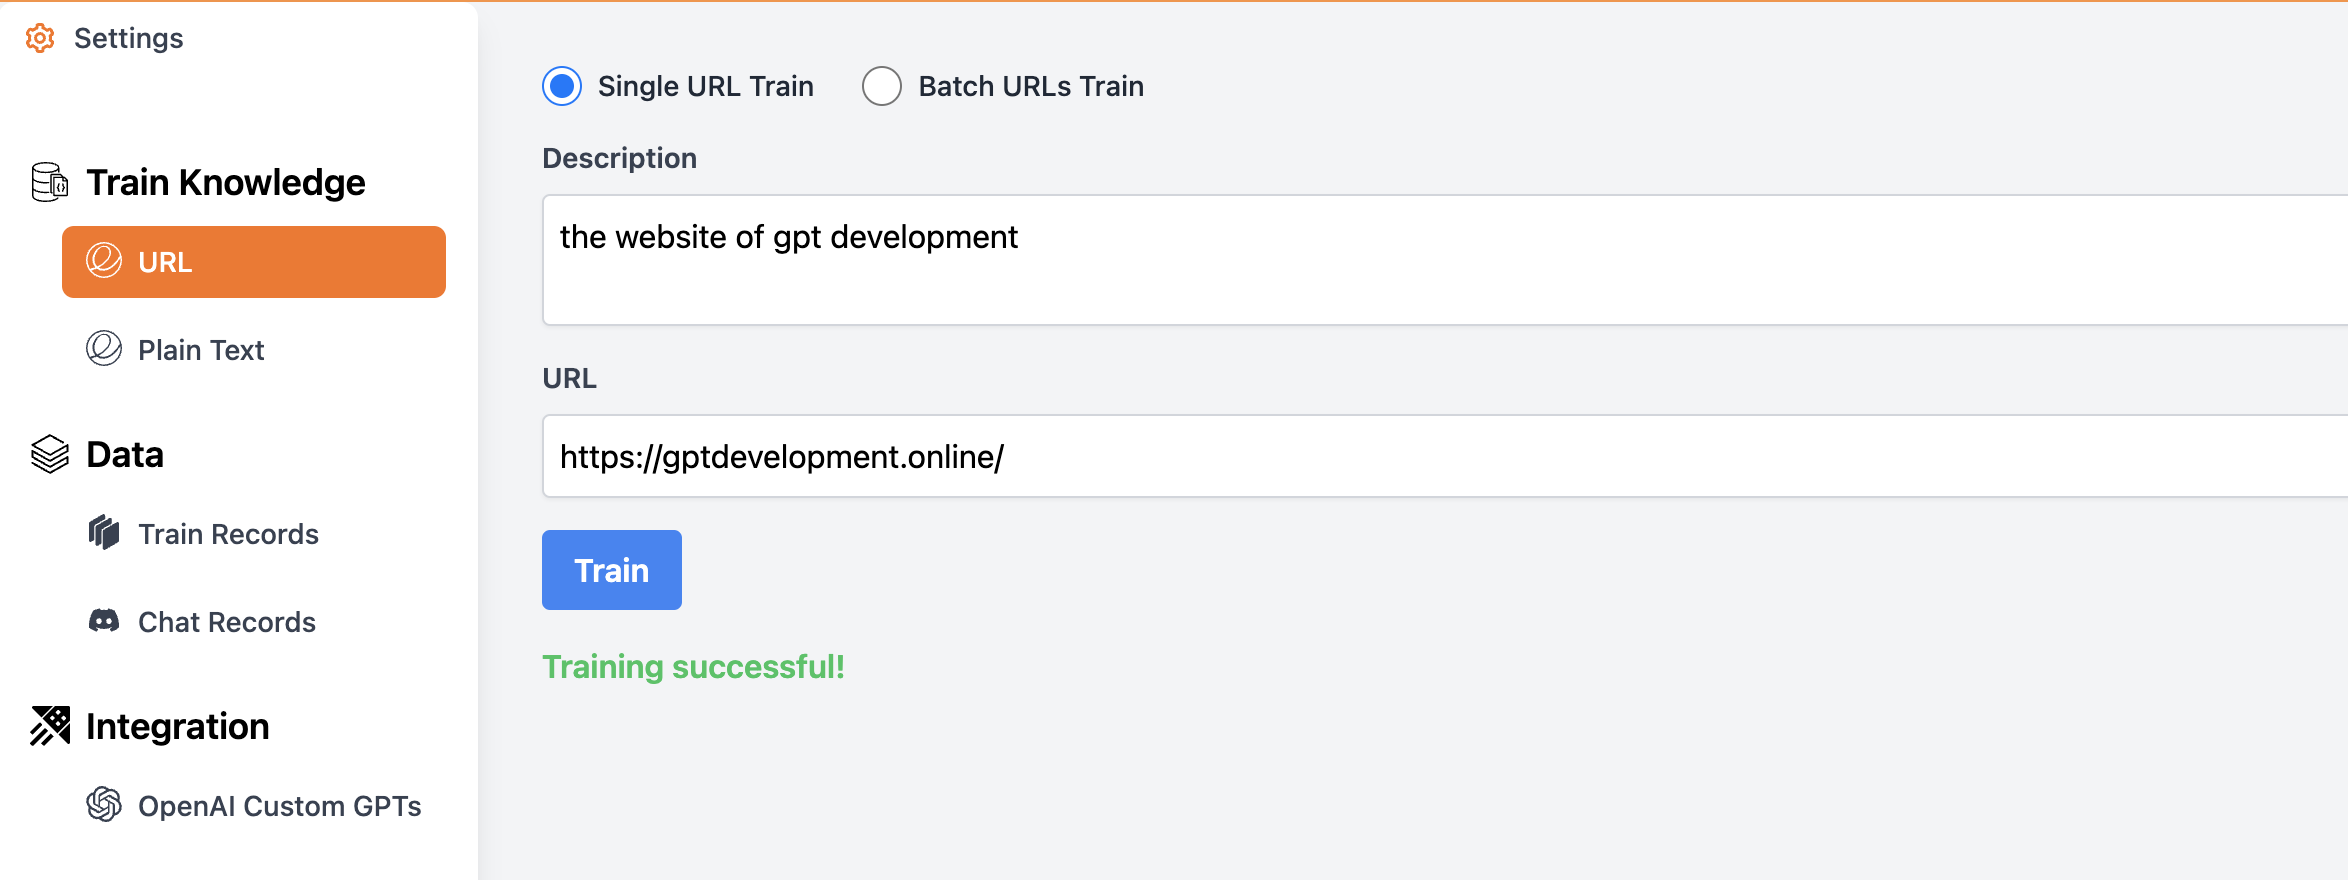 Settings
Train Knowledge
URL
Plain Text
Data
Train Records
Chat Records
Integration
OpenAI Custom GPTs
Single URL Train
Batch URLs Train
Description
the website of gpt development
URL
https://gptdevelopment.online/
Train
Training successful!